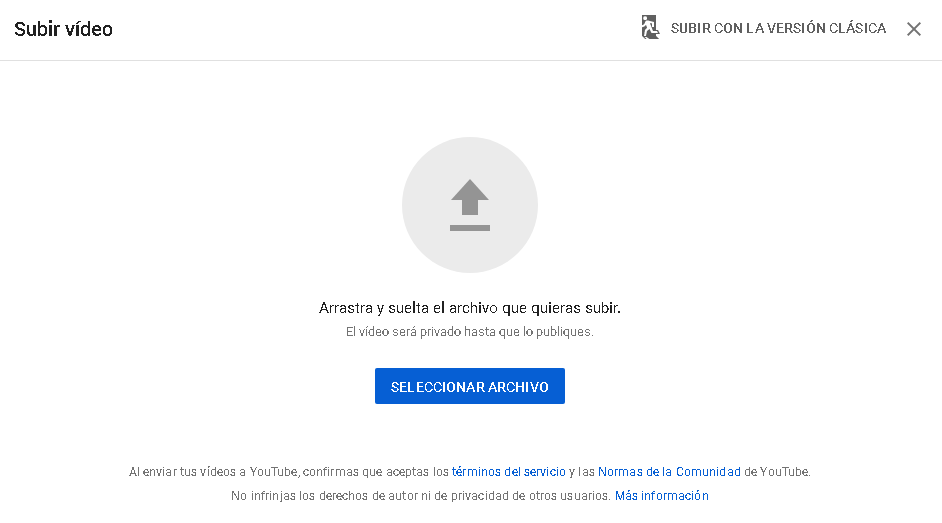 Subir vídeo
SUBIR CON LA VERSIÓN CLÁSICA
Arrastra y suelta el archivo que quieras subir.
El vídeo será privado hasta que lo publiques.
SELECCIONAR ARCHIVO
Al enviar tus vídeos a YouTube, confirmas que aceptas los términos del servicio y las Normas de la Comunidad de YouTube.
No infrinjas los derechos de autor ni de privacidad de otros usuarios. Más información